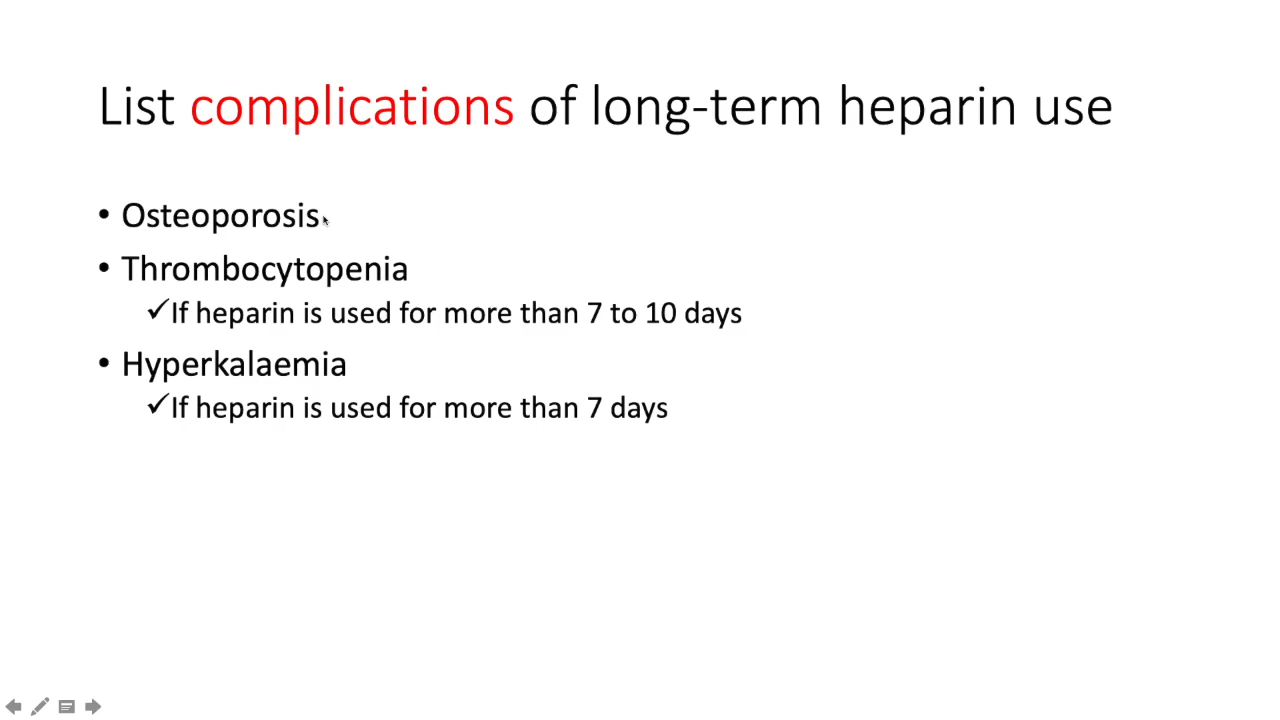 List complications of long-term heparin use
• Osteoporosis
• Thrombocytopenia
✓If heparin is used for more than 7 to 10 days
• Hyperkalaemia
✓If heparin is used for more than 7 days